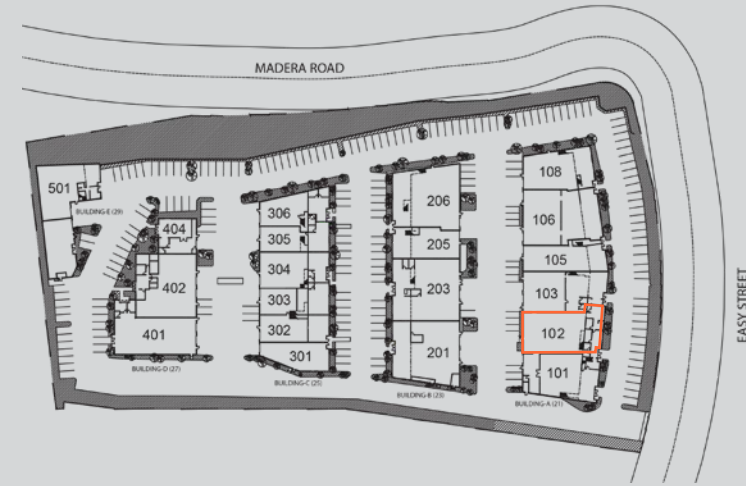 MADERA ROAD
EASY STREET
501
BUILDING-E (29)
404
402
401
BUILDING-D (27)
306
305
304
303
302
301
BUILDING-C (25)
206
205
203
201
BUILDING-B (23)
108
106
105
103
102
101
BUILDING-A (21)